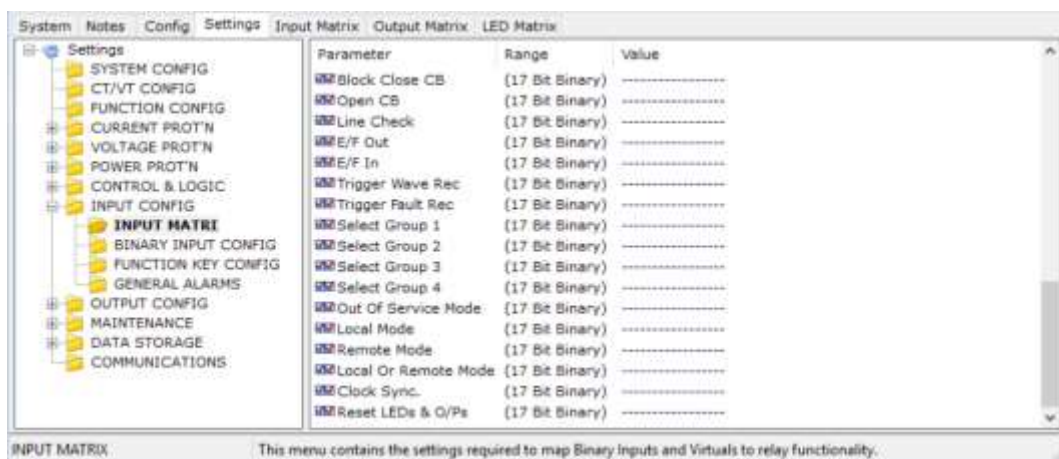 System Notes Config Settings Input Matrix Output Matrix LED Matrix
Settings
SYSTEM CONFIG
CT/VT CONFIG
FUNCTION CONFIG
CURRENT PROT'N
VOLTAGE PROT'N
POWER PROT'N
CONTROL & LOGIC
INPUT CONFIG
INPUT MATRI
BINARY INPUT CONFIG
FUNCTION KEY CONFIG
GENERAL ALARMS
OUTPUT CONFIG
MAINTENANCE
DATA STORAGE
COMMUNICATIONS
Parameter Range Value
Block Close CB (17 Bit Binary) -----------------
Open CB (17 Bit Binary) -----------------
Line Check (17 Bit Binary) -----------------
E/F Out (17 Bit Binary) -----------------
E/F In (17 Bit Binary) -----------------
Trigger Wave Rec (17 Bit Binary) -----------------
Trigger Fault Rec (17 Bit Binary) -----------------
Select Group 1 (17 Bit Binary) -----------------
Select Group 2 (17 Bit Binary) -----------------
Select Group 3 (17 Bit Binary) -----------------
Select Group 4 (17 Bit Binary) -----------------
Out Of Service Mode (17 Bit Binary) -----------------
Local Mode (17 Bit Binary) -----------------
Remote Mode (17 Bit Binary) -----------------
Local Or Remote Mode (17 Bit Binary) -----------------
Clock Sync. (17 Bit Binary) -----------------
Reset LEDs & O/Ps (17 Bit Binary) -----------------
INPUT MATRIX This menu contains the settings required to map Binary Inputs and Virtuals to relay functionality.